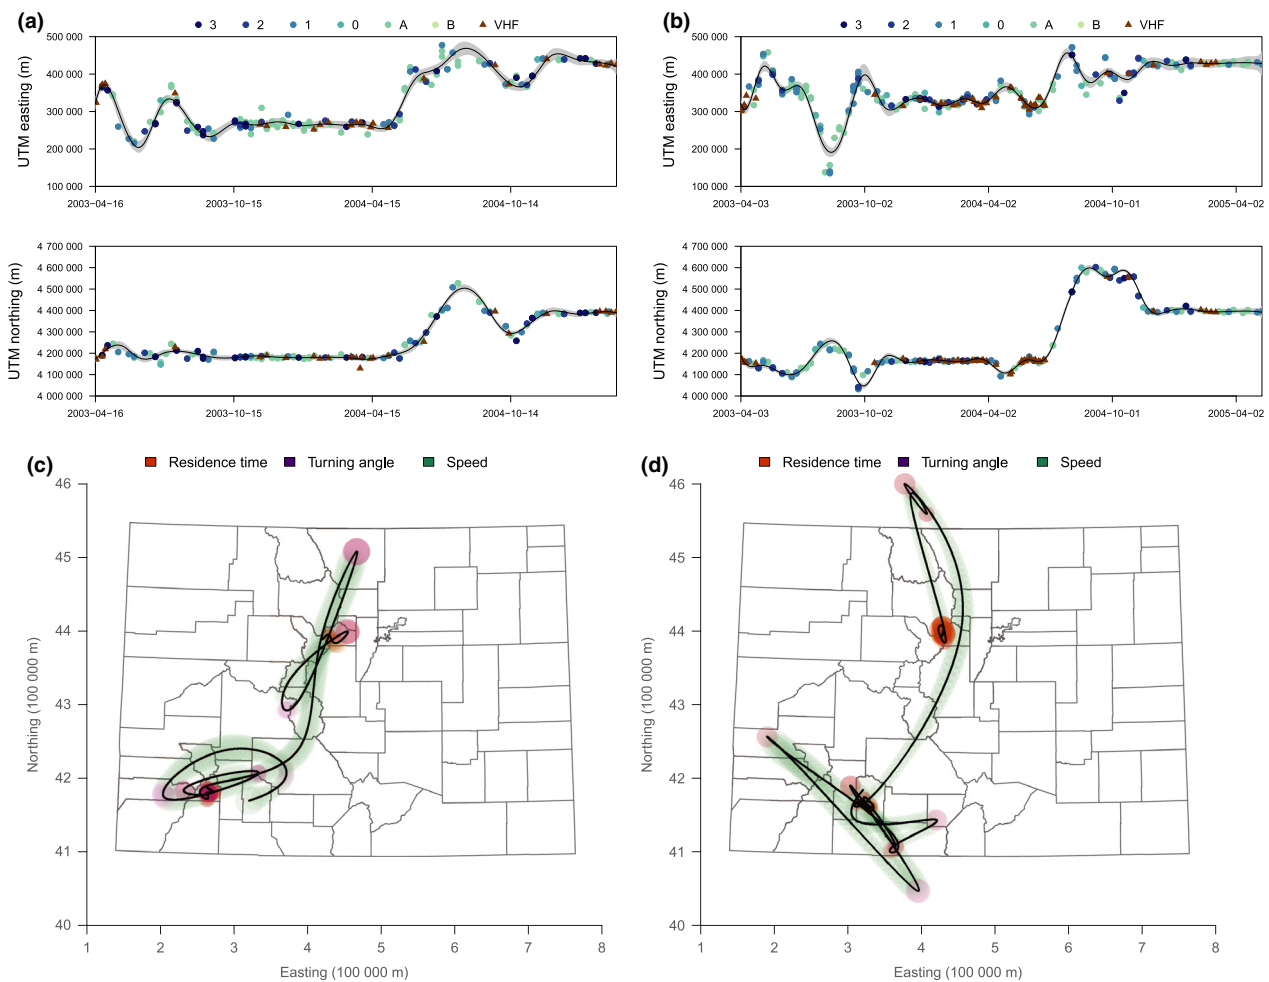 (a) 3 2 1 0 A B VHF
500 000
400 000
300 000
200 000
100 000
UTM easting (m)
2003−04−16 2003−10−15 2004−04−15 2004−10−14
4 700 000
4 600 000
4 500 000
4 400 000
4 300 000
4 200 000
4 100 000
4 000 000
UTM northing (m)
2003−04−16 2003−10−15 2004−04−15 2004−10−14
(b) 3 2 1 0 A B VHF
500 000
400 000
300 000
200 000
100 000
UTM easting (m)
2003−04−03 2003−10−02 2004−04−02 2004−10−01 2005−04−02
4 700 000
4 600 000
4 500 000
4 400 000
4 300 000
4 200 000
4 100 000
4 000 000
UTM northing (m)
2003−04−03 2003−10−02 2004−04−02 2004−10−01 2005−04−02
(c) Residence time Turning angle Speed
46
45
44
43
42
41
40
Northing (100 000 m)
1 2 3 4 5 6 7 8
Easting (100 000 m)
(d) Residence time Turning angle Speed
46
45
44
43
42
41
40
Northing (100 000 m)
1 2 3 4 5 6 7 8
Easting (100 000 m)